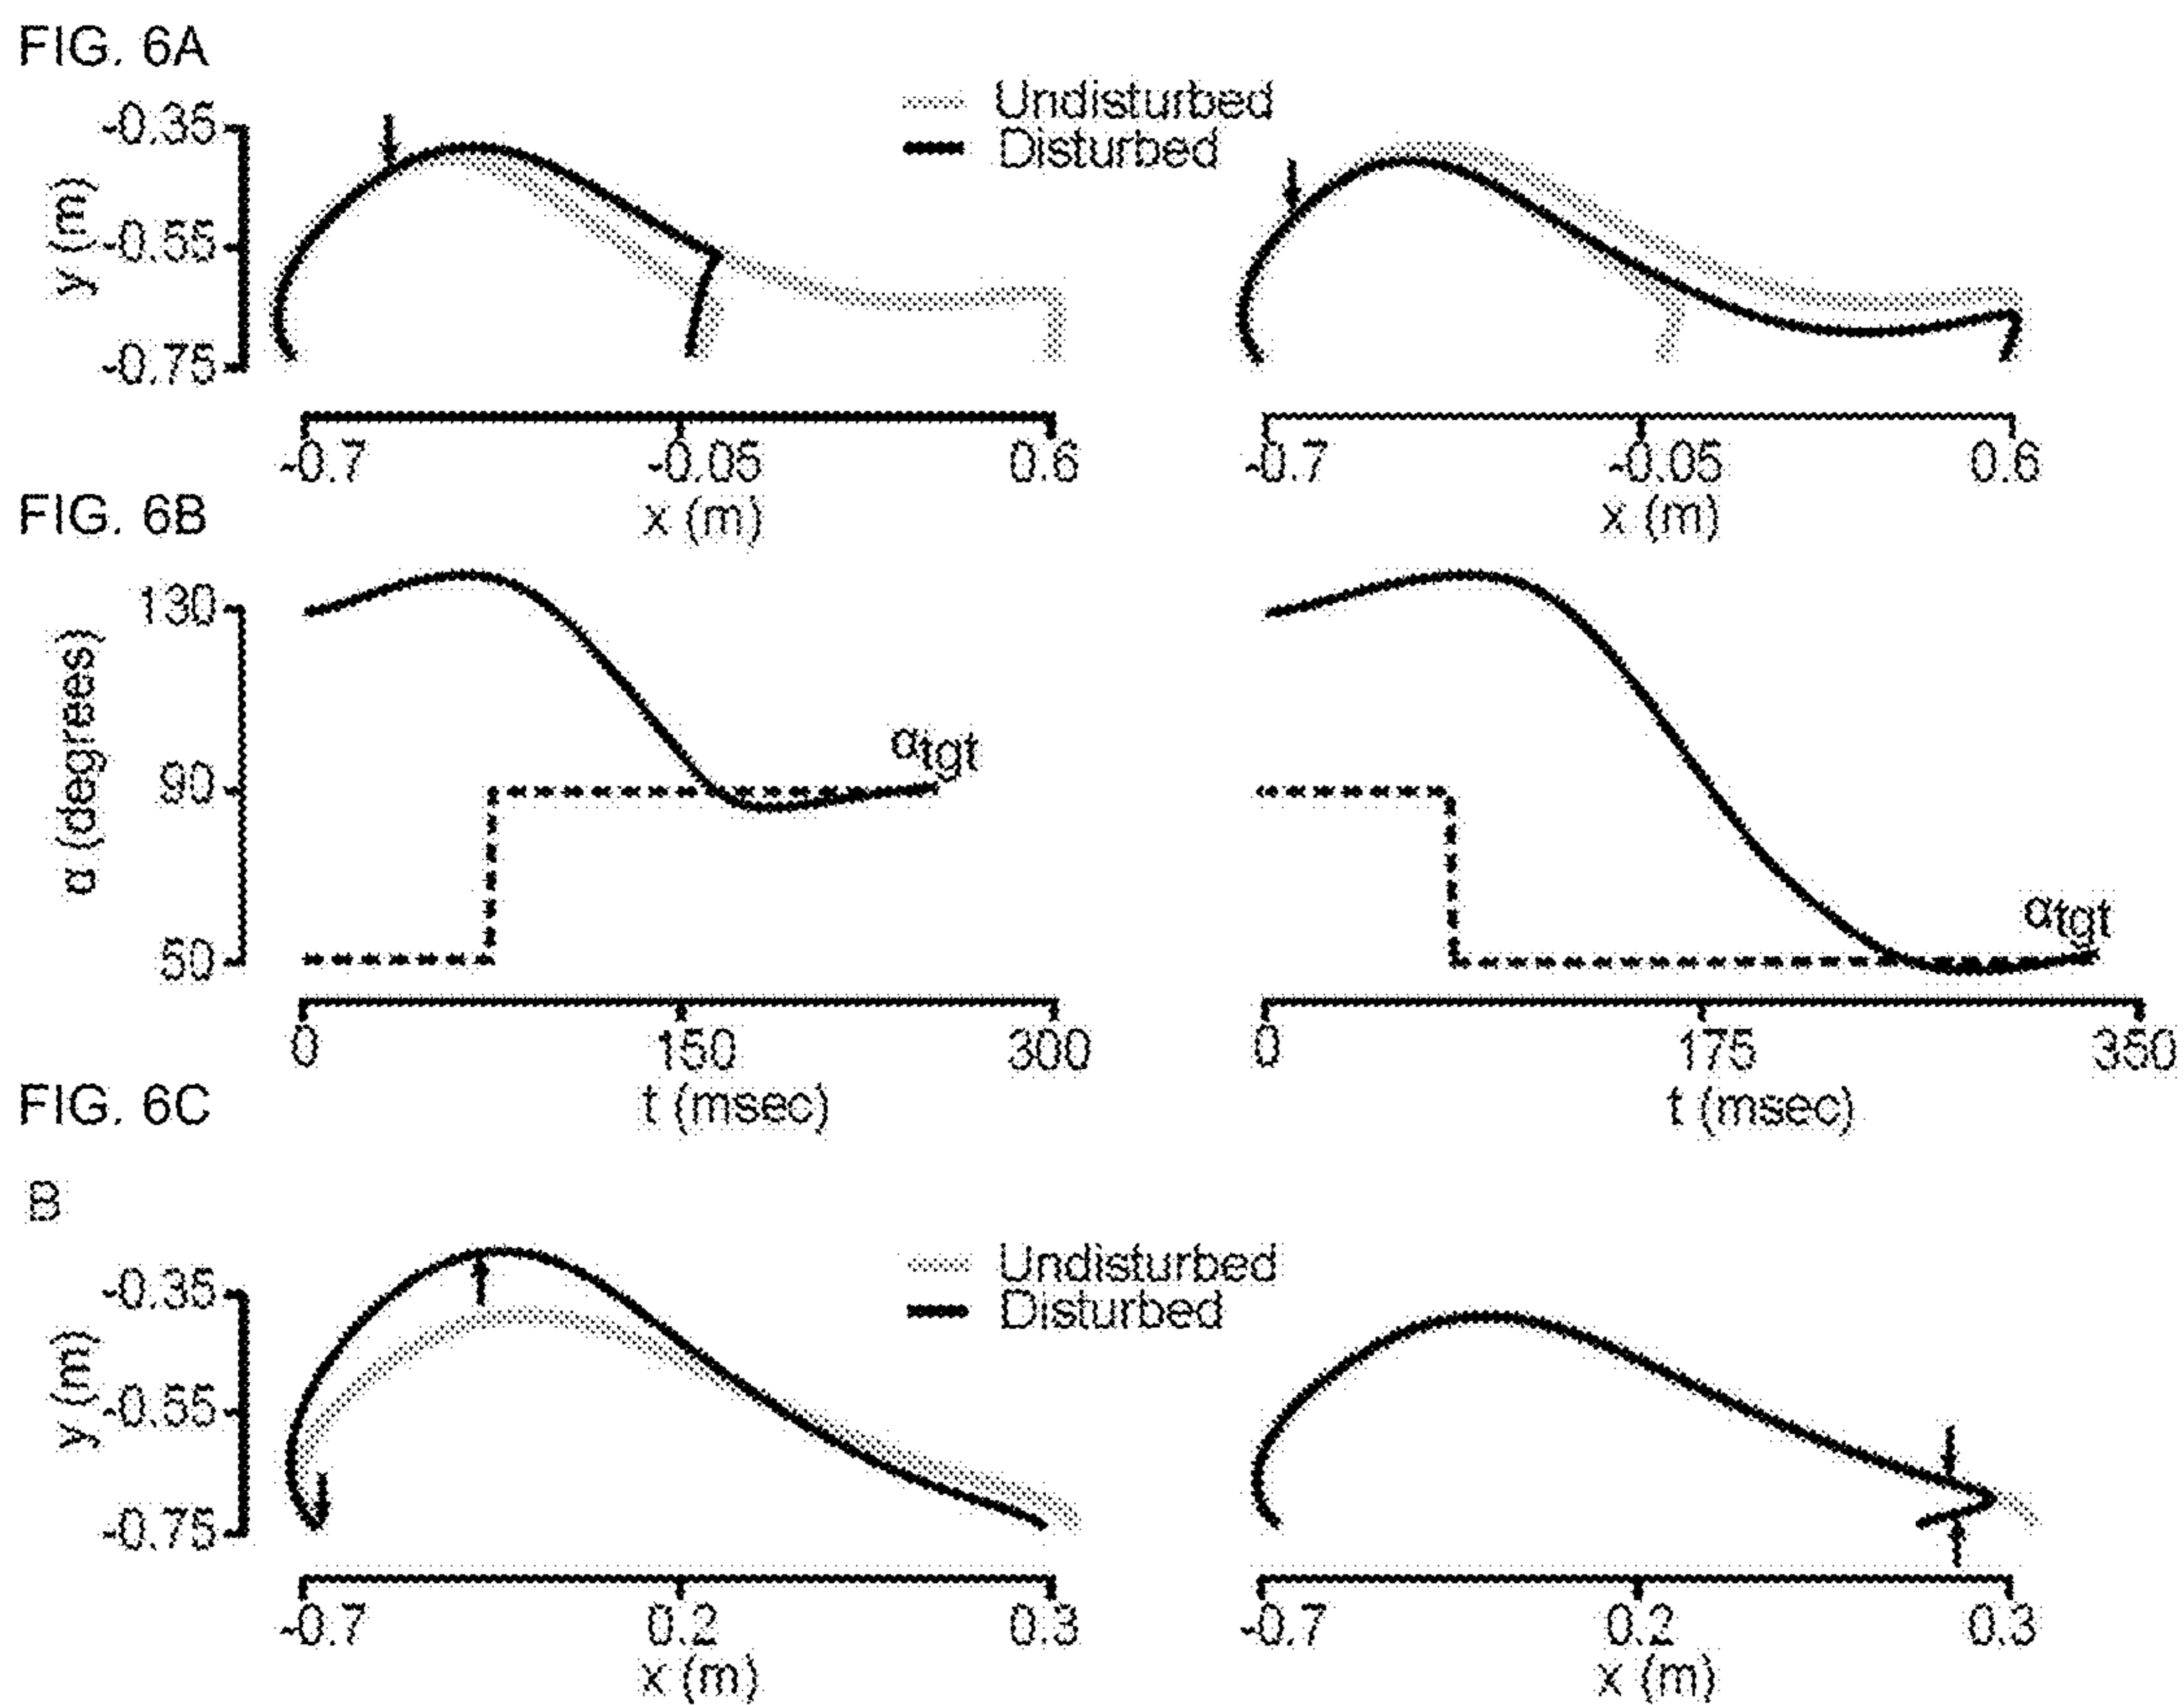 FIG. 6A
Undisturbed
Disturbed
-0.35
-0.55
-0.75
y (m)
-0.7 -0.05 0.6
x (m)
-0.7 -0.05 0.6
x (m)
FIG. 6B
130
90
50
α (degrees)
αtgt
0 150 300
t (msec)
αtgt
0 175 350
t (msec)
FIG. 6C
B
Undisturbed
Disturbed
-0.35
-0.55
-0.75
y (m)
-0.7 0.2 0.3
x (m)
-0.7 0.2 0.3
x (m)